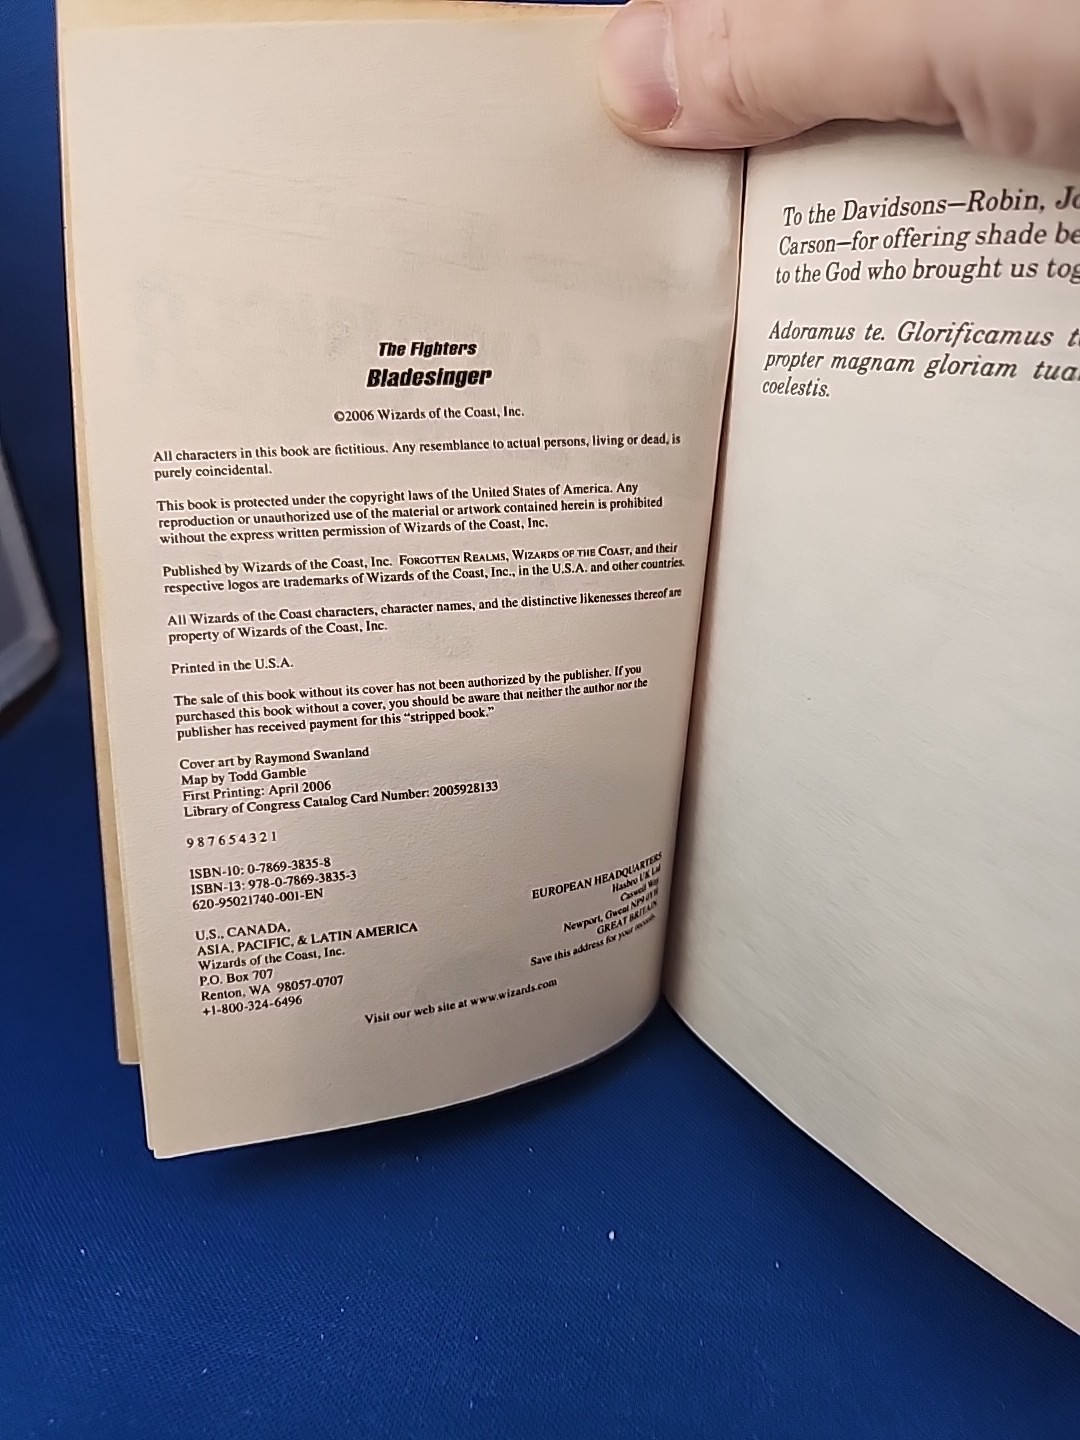 The Fighters
Bladesinger
©2006 Wizards of the Coast, Inc.
All characters in this book are fictitious. Any resemblance to actual persons, living or dead, is
purely coincidental.
This book is protected under the copyright laws of the United States of America. Any
reproduction or unauthorized use of the material or artwork contained herein is prohibited
without the express written permission of Wizards of the Coast, Inc.
Published by Wizards of the Coast, Inc. FORGOTTEN REALMS, WIZARDS OF THE COAST, and their
respective logos are trademarks of Wizards of the Coast, Inc., in the U.S.A. and other countries.
All Wizards of the Coast characters, character names, and the distinctive likenesses thereof are
property of Wizards of the Coast, Inc.
Printed in the U.S.A.
The sale of this book without its cover has not been authorized by the publisher. If you
purchased this book without a cover, you should be aware that neither the author nor the
publisher has received payment for this "stripped book."
Cover art by Raymond Swanland
Map by Todd Gamble
First Printing: April 2006
Library of Congress Catalog Card Number: 2005928133
9 8 7 6 5 4 3 2 1
ISBN-10: 0-7869-3835-8
ISBN-13: 978-0-7869-3835-3
620-95021740-001-EN
U.S., CANADA,
ASIA, PACIFIC, & LATIN AMERICA
Wizards of the Coast, Inc.
P.O. Box 707
Renton, WA 98057-0707
+1-800-324-6496
EUROPEAN HEADQUARTERS
Hasbro UK Ltd
Caswell Way
Newport, Gwent NP9 0YH
GREAT BRITAIN
Save this address for your records.
Visit our web site at www.wizards.com
To the Davidsons—Robin,
Carson—for offering shade
to the God who brought us
Adoramus te. Glorificamus
propter magnam gloriam
coelestis.